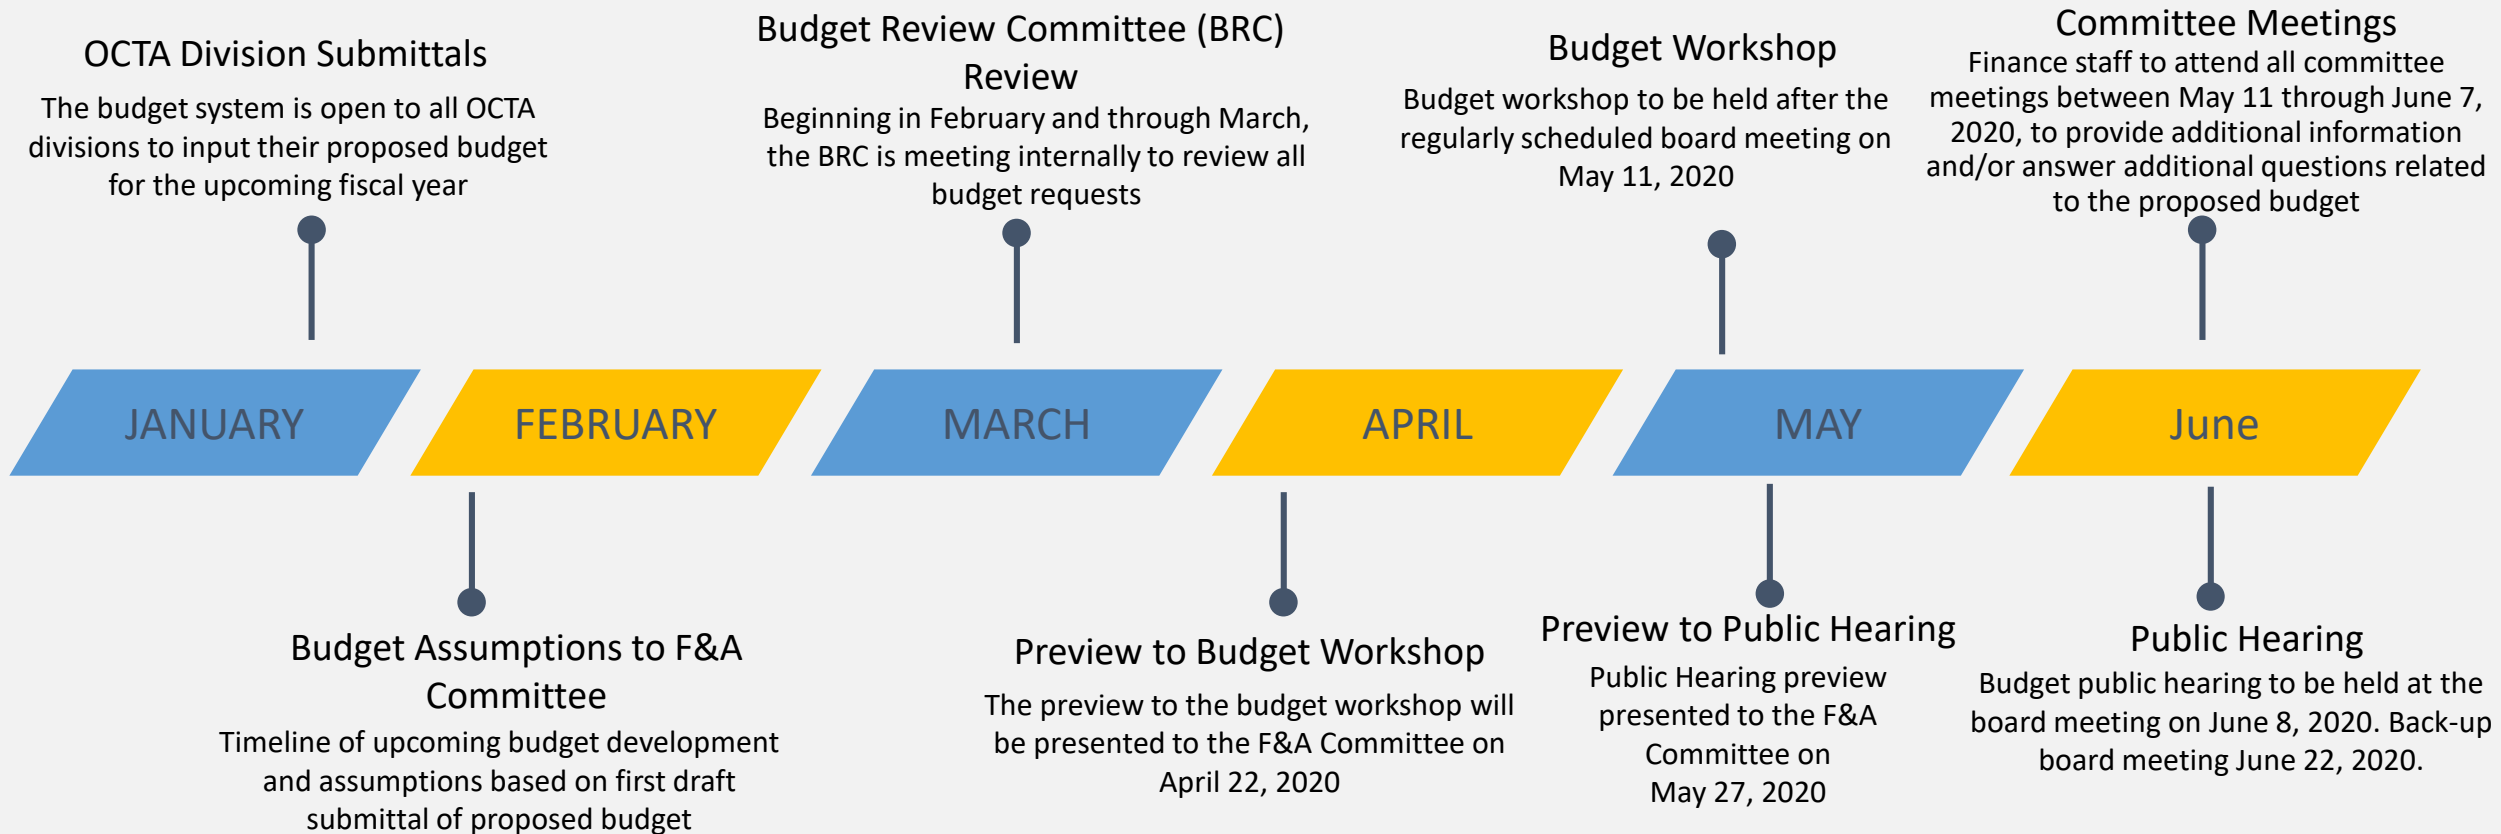 OCTA Division Submittals
The budget system is open to all OCTA
divisions to input their proposed budget
for the upcoming fiscal year
Budget Review Committee (BRC)
Review
Beginning in February and through March,
the BRC is meeting internally to review all
budget requests
Budget Workshop
Budget workshop to be held after the
regularly scheduled board meeting on
May 11, 2020
Committee Meetings
Finance staff to attend all committee
meetings between May 11 through June 7,
2020, to provide additional information
and/or answer additional questions related
to the proposed budget
JANUARY
FEBRUARY
MARCH
APRIL
MAY
June
Budget Assumptions to F&A
Committee
Timeline of upcoming budget development
and assumptions based on first draft
submittal of proposed budget
Preview to Budget Workshop
The preview to the budget workshop will
be presented to the F&A Committee on
April 22, 2020
Preview to Public Hearing
Public Hearing preview
presented to the F&A
Committee on
May 27, 2020
Public Hearing
Budget public hearing to be held at the
board meeting on June 8, 2020. Back-up
board meeting June 22, 2020.